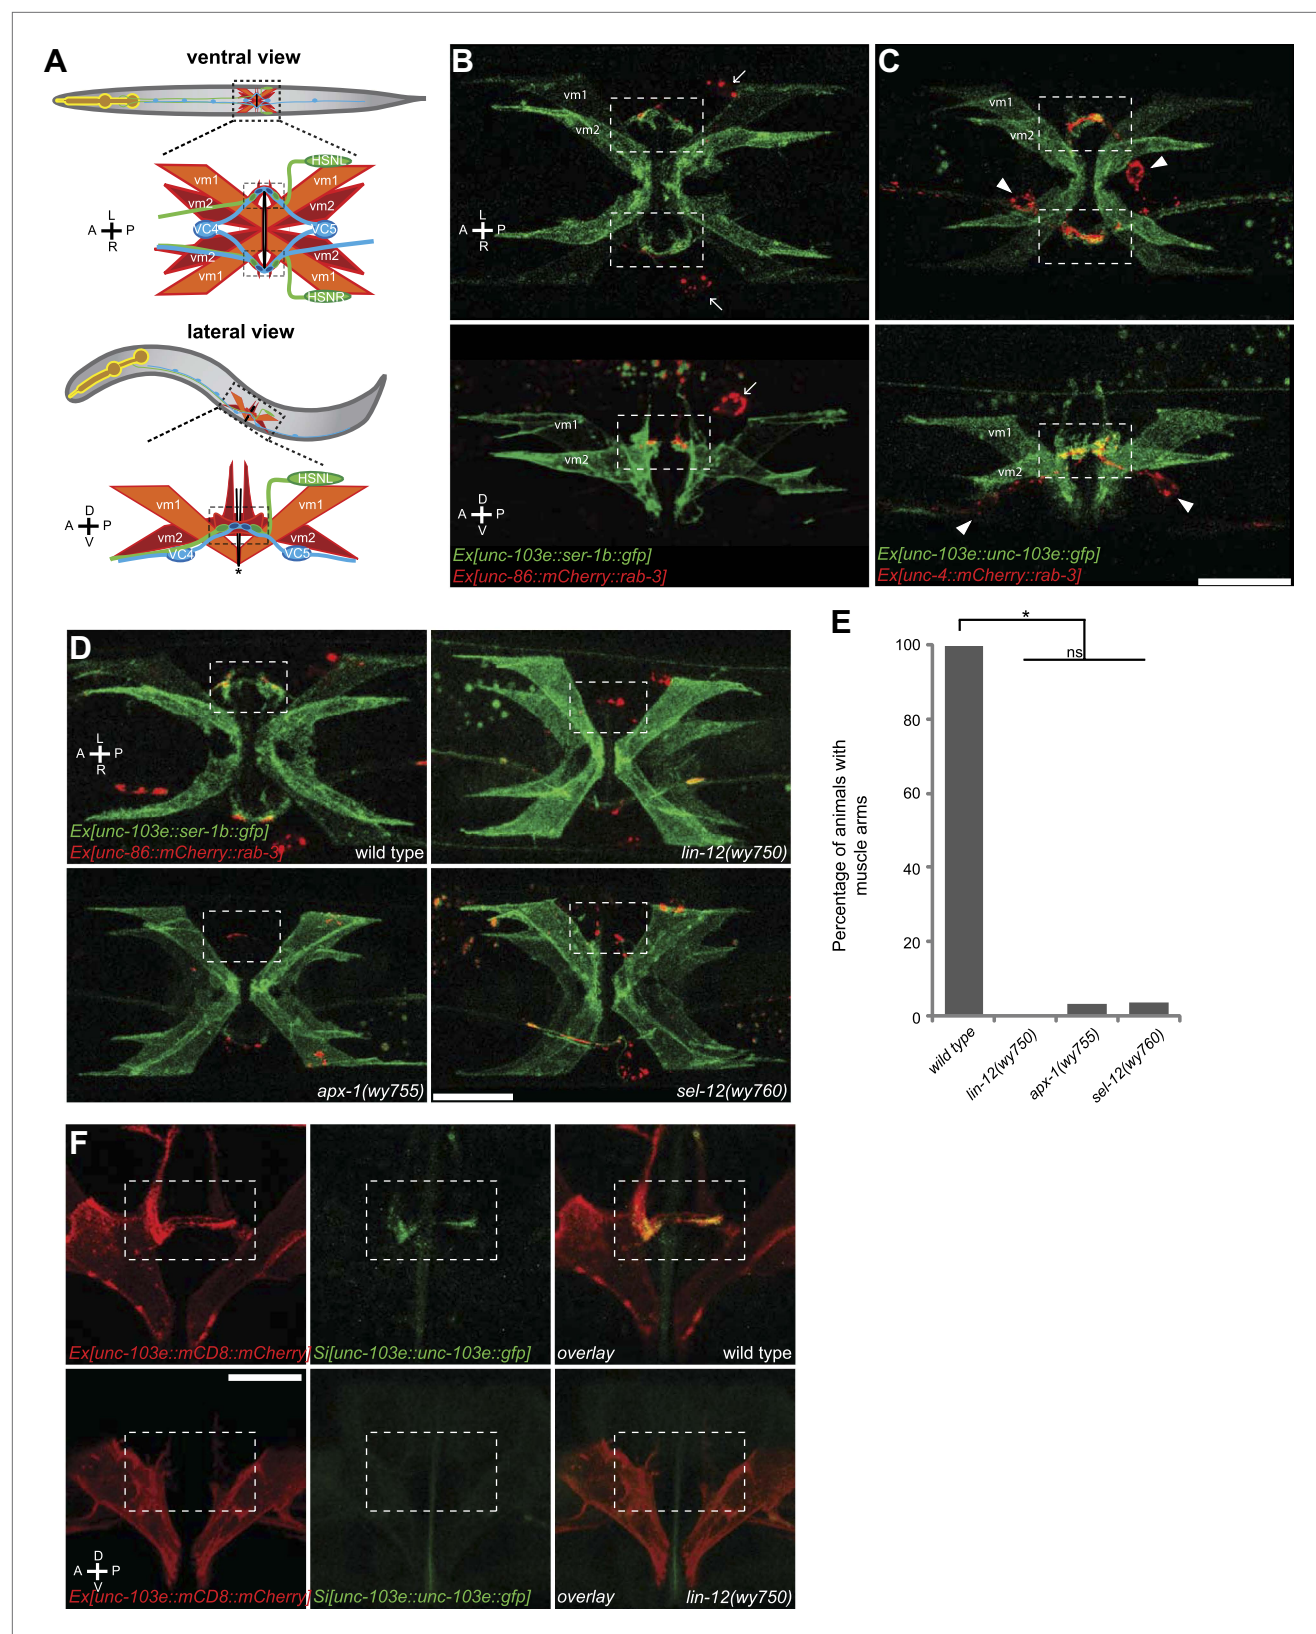 A
ventral view
HSNL
vm1
vm1
vm2
vm2
L
A P
R
VC4
VC5
vm2
vm2
vm1
vm1
HSNR
lateral view
HSNL
vm1
vm1
D
A P
V
vm2
vm2
VC4
VC5
*
B
vm1
vm2
L
A P
R
vm1
vm2
D
A P
V
Ex[unc-103e::ser-1b::gfp]
Ex[unc-86::mCherry::rab-3]
C
vm1
vm2
vm1
vm2
Ex[unc-103e::unc-103e::gfp]
Ex[unc-4::mCherry::rab-3]
D
L
A P
R
Ex[unc-103e::ser-1b::gfp]
Ex[unc-86::mCherry::rab-3]
wild type
lin-12(wy750)
apx-1(wy755)
sel-12(wy760)
E
*
ns
Percentage of animals with
muscle arms
100
80
60
40
20
0
wild type
lin-12(wy750)
apx-1(wy755)
sel-12(wy760)
F
Ex[unc-103e::mCD8::mCherry]
Si[unc-103e::unc-103e::gfp]
overlay
wild type
D
A P
V
Ex[unc-103e::mCD8::mCherry]
Si[unc-103e::unc-103e::gfp]
overlay
lin-12(wy750)